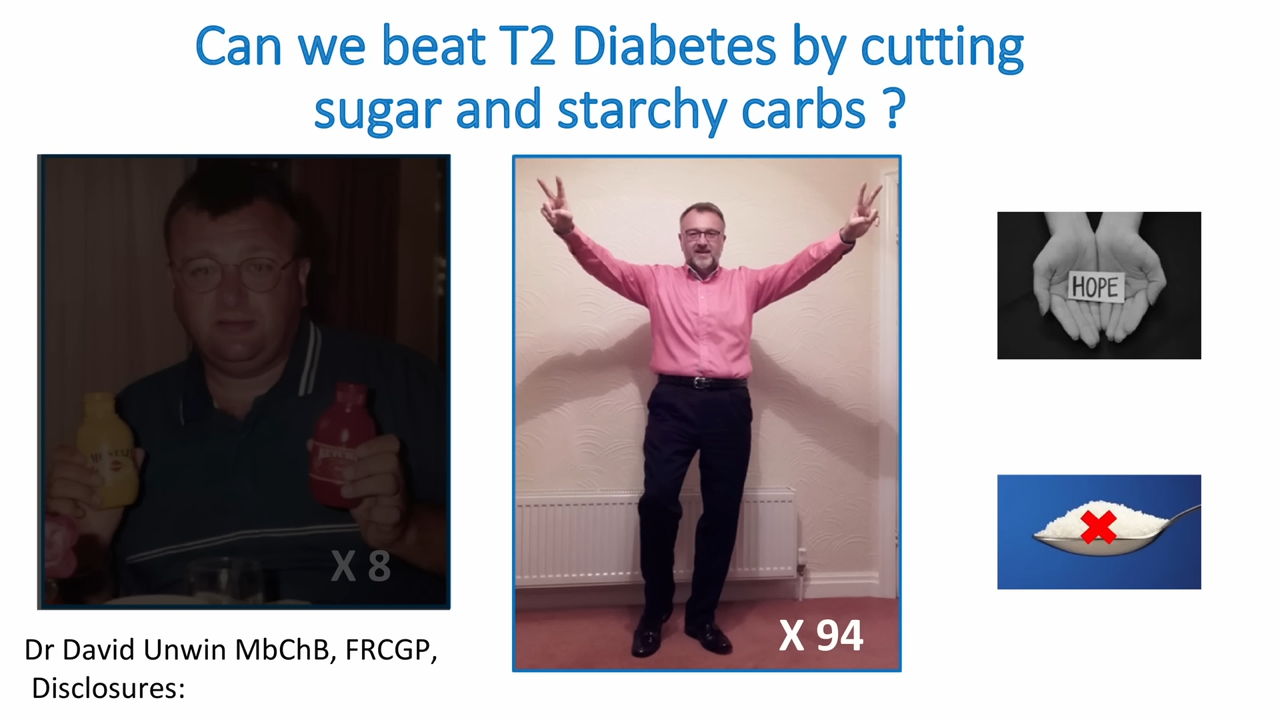 Can we beat T2 Diabetes by cutting
sugar and starchy carbs ?
X 8
X 94
HOPE
Dr David Unwin MbChB, FRCGP,
Disclosures: